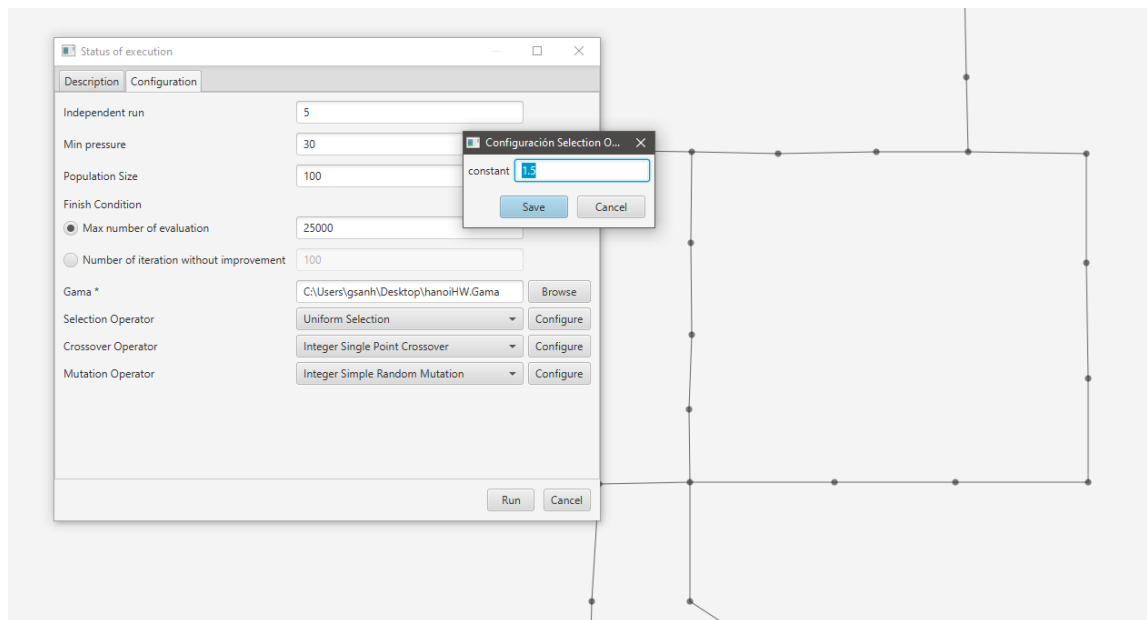 Status of execution
Description Configuration
Independent run 5
Min pressure 30
Configuración Selection O...
constant 1.5
Save Cancel
Population Size 100
Finish Condition
Max number of evaluation 25000
Number of iteration without improvement 100
Gama * C:\Users\gsanh\Desktop\hanoiHW.Gama Browse
Selection Operator Uniform Selection Configure
Crossover Operator Integer Single Point Crossover Configure
Mutation Operator Integer Simple Random Mutation Configure
Run Cancel